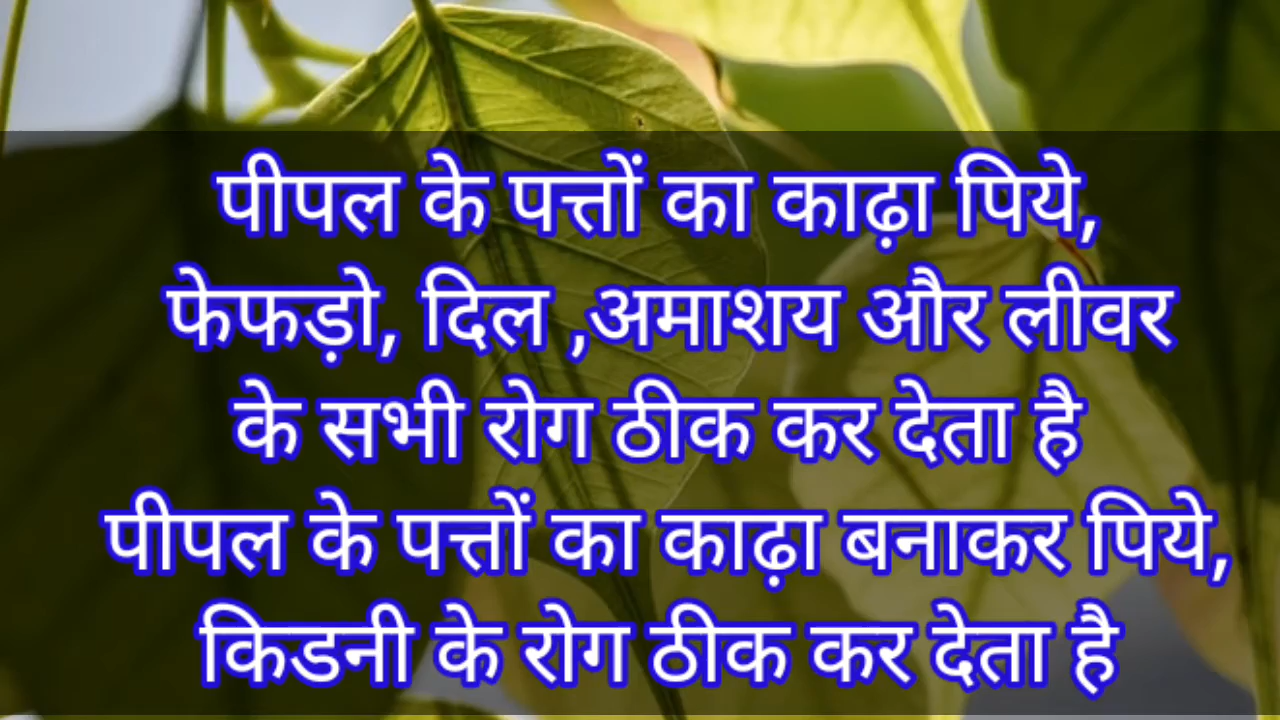 पीपल के पत्तों का काढ़ा पिये,
फेफड़ो, दिल ,अमाशय और लीवर
के सभी रोग ठीक कर देता है
पीपल के पत्तों का काढ़ा बनाकर पिये,
किडनी के रोग ठीक कर देता है